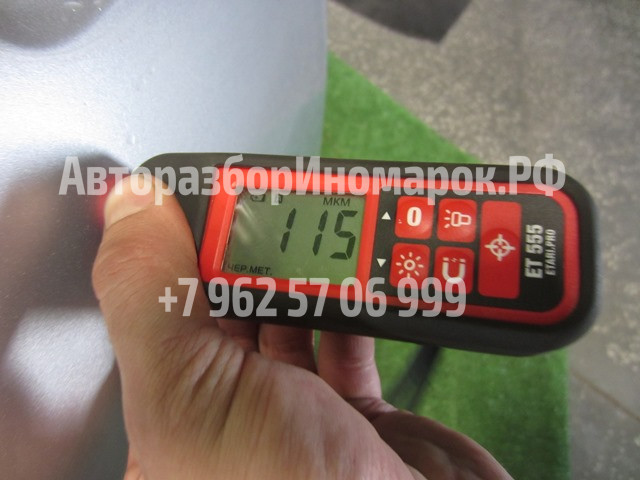 АвторазборИномарок.РФ
МКМ
115
ЧЕР.МЕТ.
0
ET 555
ETARI.PRO
+7 962 57 06 999